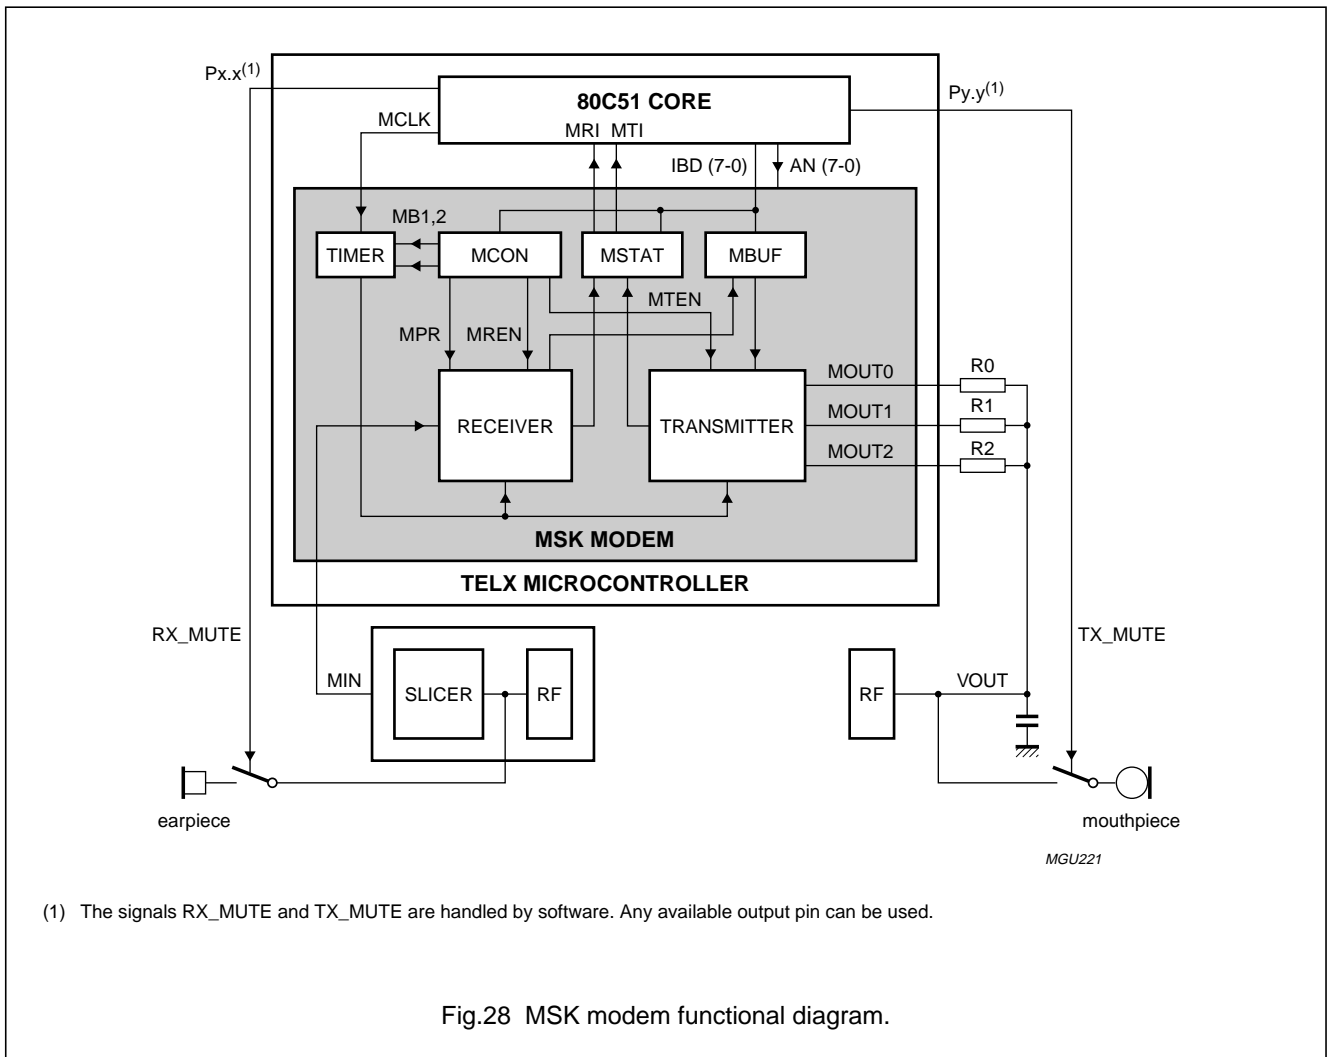 Px.x(1)
Py.y(1)
80C51 CORE
MCLK
MRI MTI
IBD (7-0)
AN (7-0)
MB1,2
TIMER
MCON
MSTAT
MBUF
MTEN
MPR
MREN
RECEIVER
TRANSMITTER
MOUT0
R0
MOUT1
R1
MOUT2
R2
MSK MODEM
TELX MICROCONTROLLER
RX_MUTE
TX_MUTE
MIN
SLICER
RF
RF
VOUT
earpiece
mouthpiece
MGU221
(1) The signals RX_MUTE and TX_MUTE are handled by software. Any available output pin can be used.
Fig.28 MSK modem functional diagram.